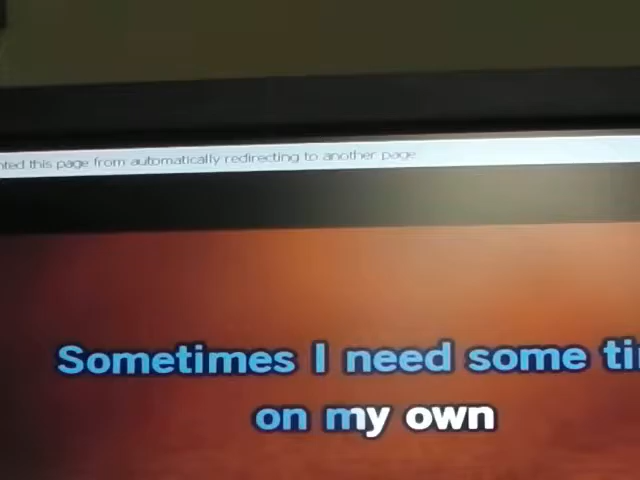 this page from automatically redirecting to another page
Sometimes I need some
on my own